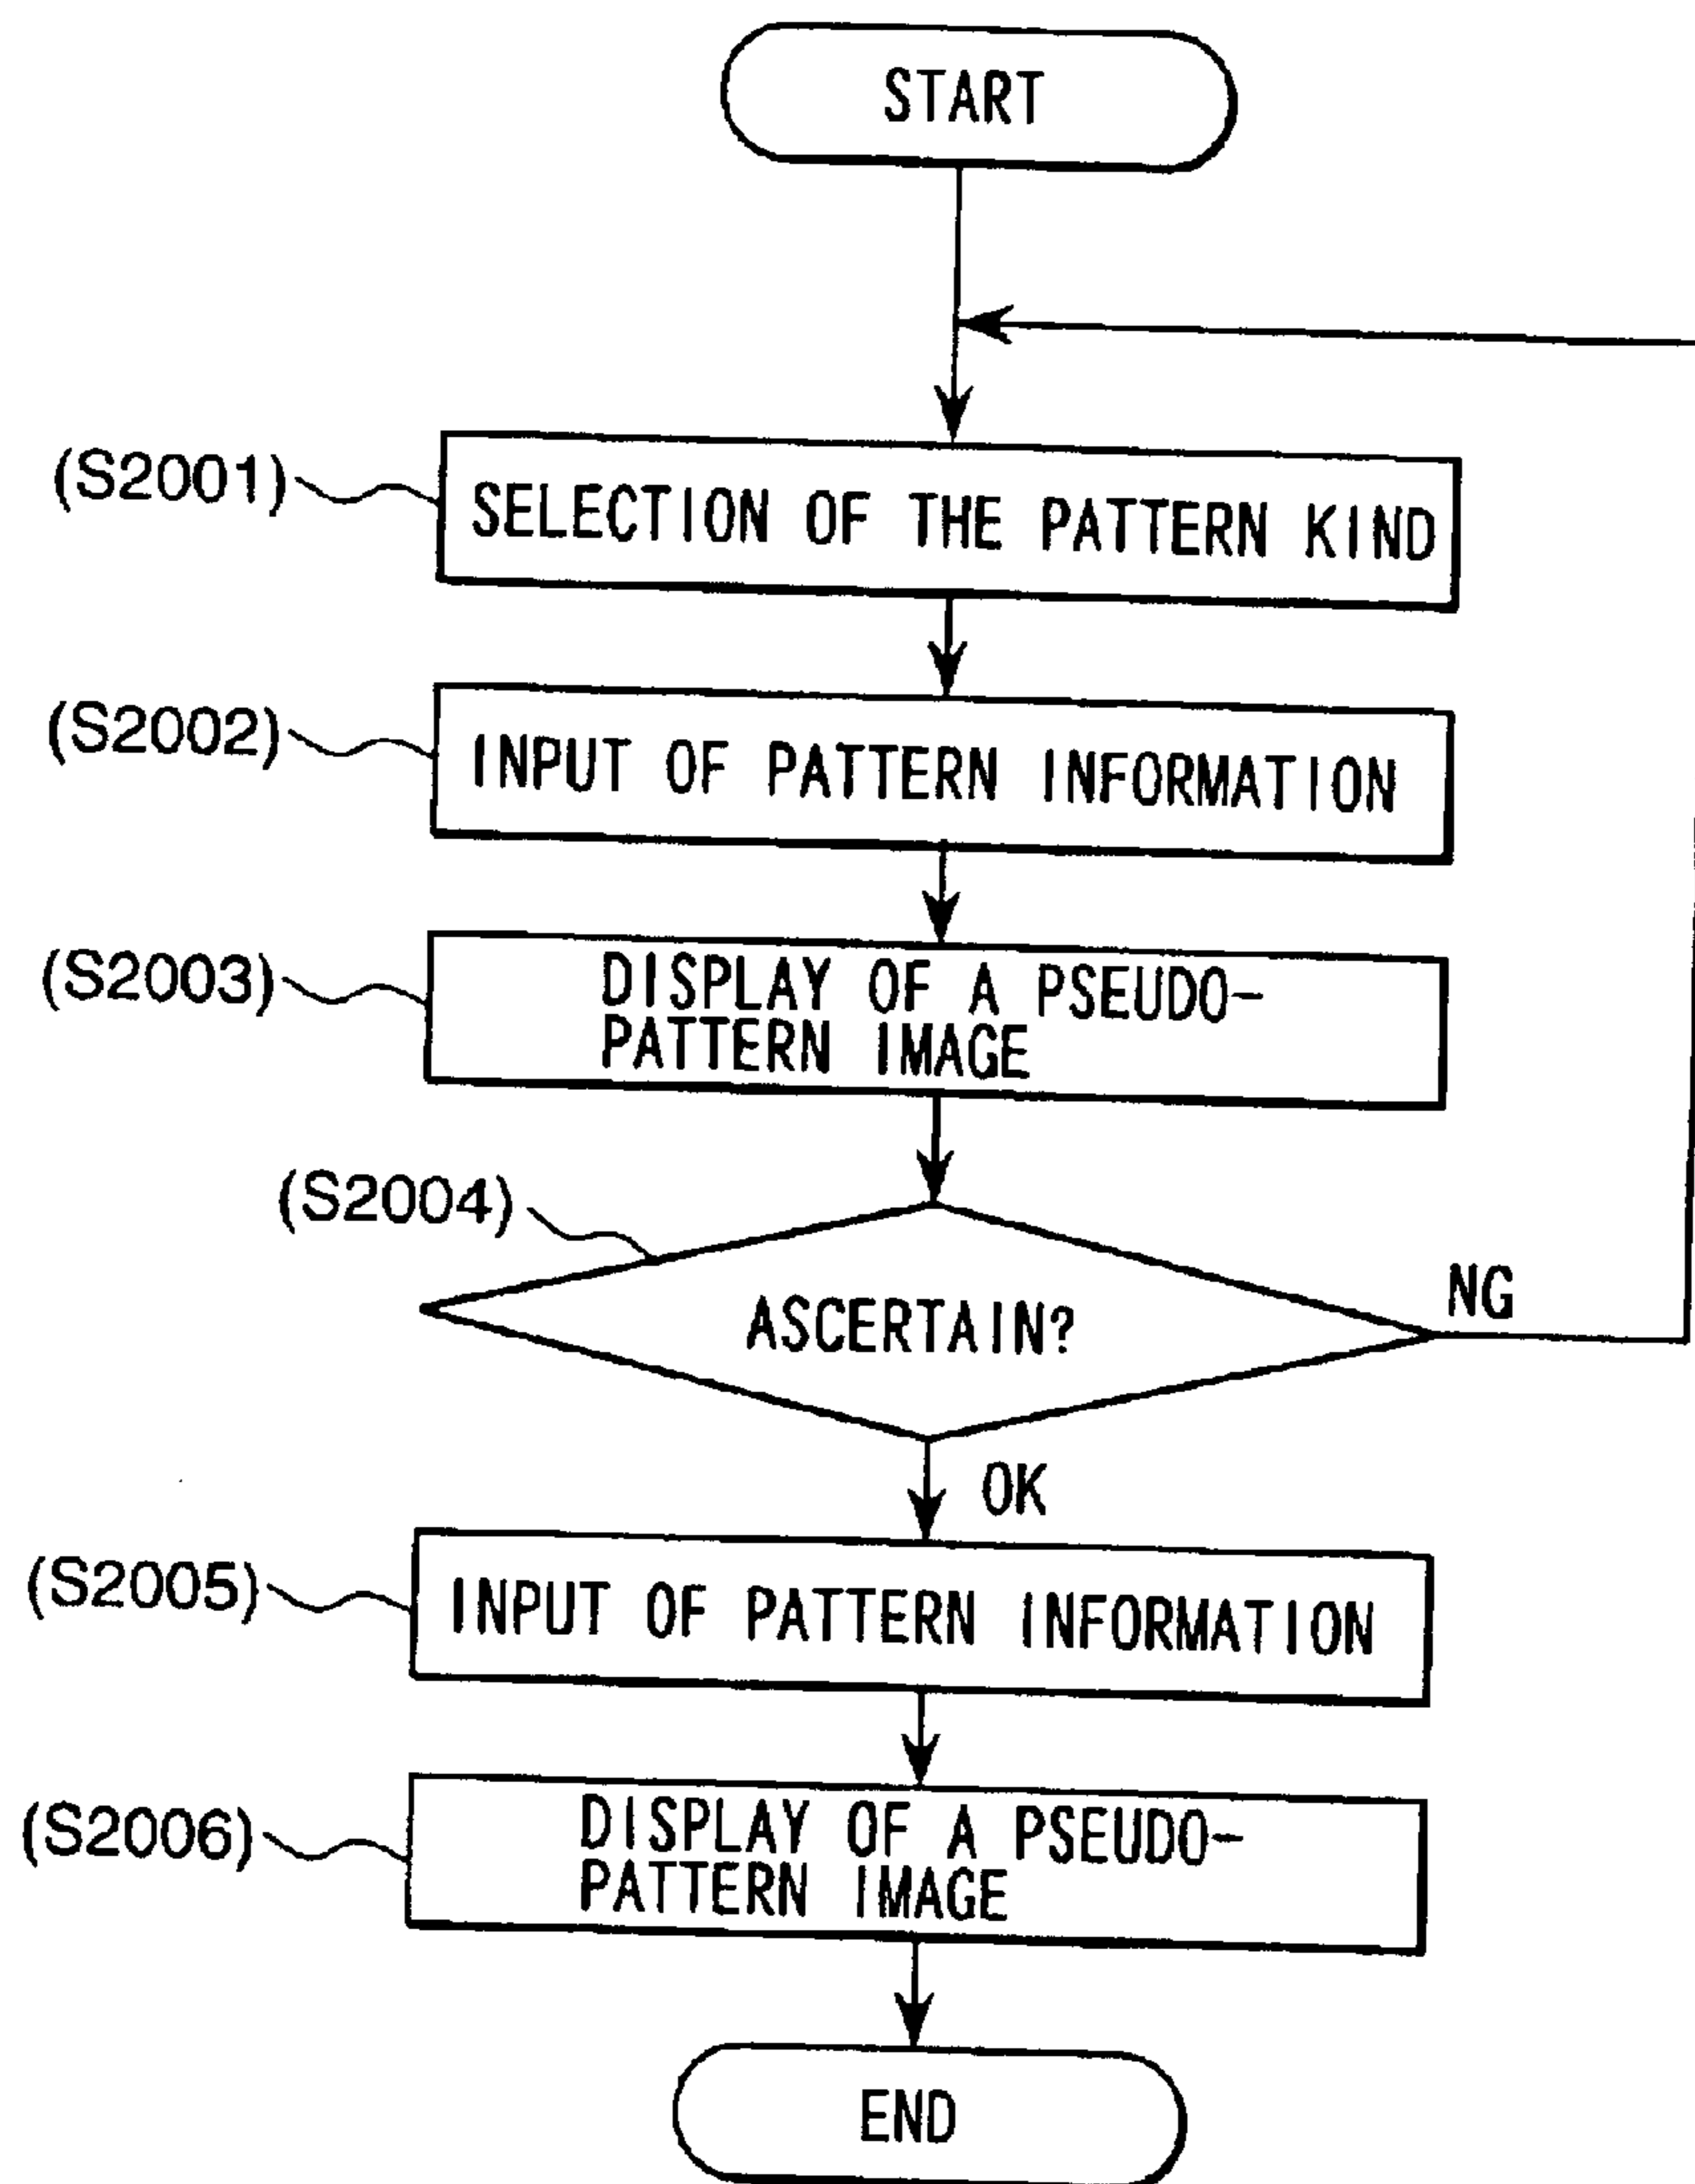 START
(S2001)
SELECTION OF THE PATTERN KIND
(S2002)
INPUT OF PATTERN INFORMATION
(S2003)
DISPLAY OF A PSEUDO-
PATTERN IMAGE
(S2004)
ASCERTAIN?
NG
OK
(S2005)
INPUT OF PATTERN INFORMATION
(S2006)
DISPLAY OF A PSEUDO-
PATTERN IMAGE
END